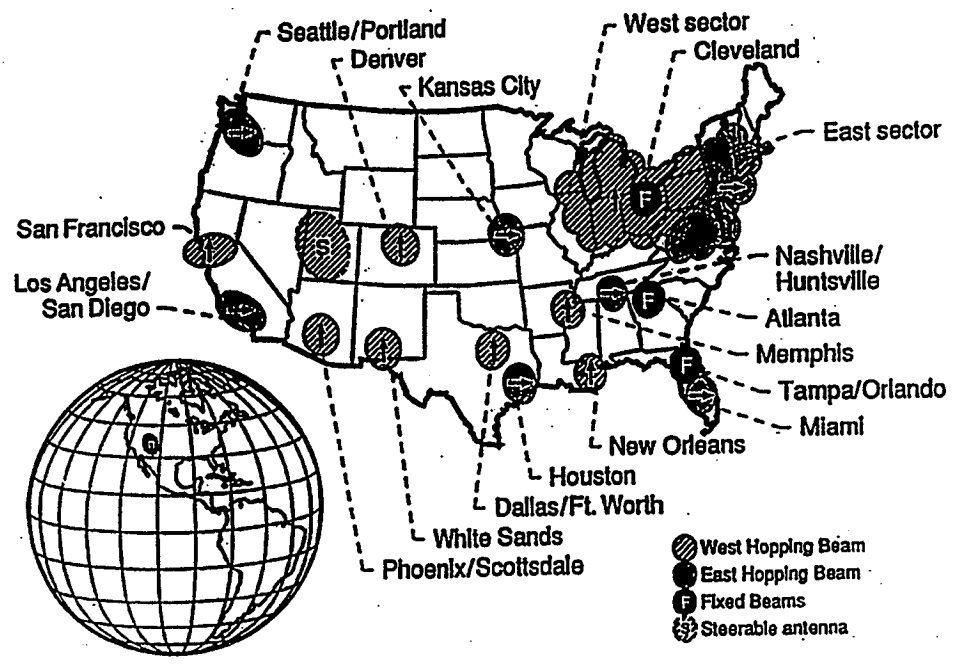 West sector
Seattle/Portland
Cleveland
Denver
Kansas City
East sector
F
San Francisco
S
Nashville/
Huntsville
Los Angeles/
San Diego
F
Atlanta
Memphis
F
Tampa/Orlando
Miami
New Orleans
Houston
Dallas/Ft. Worth
White Sands
Phoenix/Scottsdale
West Hopping Beam
East Hopping Beam
F Fixed Beams
S Steerable antenna